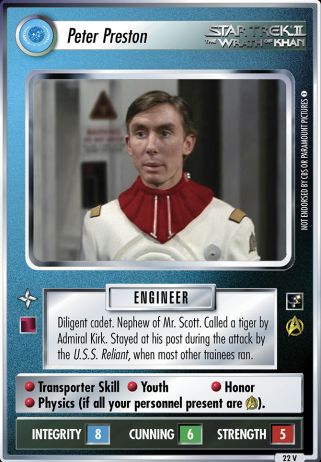 Peter Preston
STAR TREK II
THE WRATH OF KHAN
NOT ENDORSED BY CBS OR PARAMOUNT PICTURES
ENGINEER
Diligent cadet. Nephew of Mr. Scott. Called a tiger by
Admiral Kirk. Stayed at his post during the attack by
the U.S.S. Reliant, when most other trainees ran.
Transporter Skill Youth Honor
Physics (if all your personnel present are ).
INTEGRITY 8 CUNNING 6 STRENGTH 5
22 V